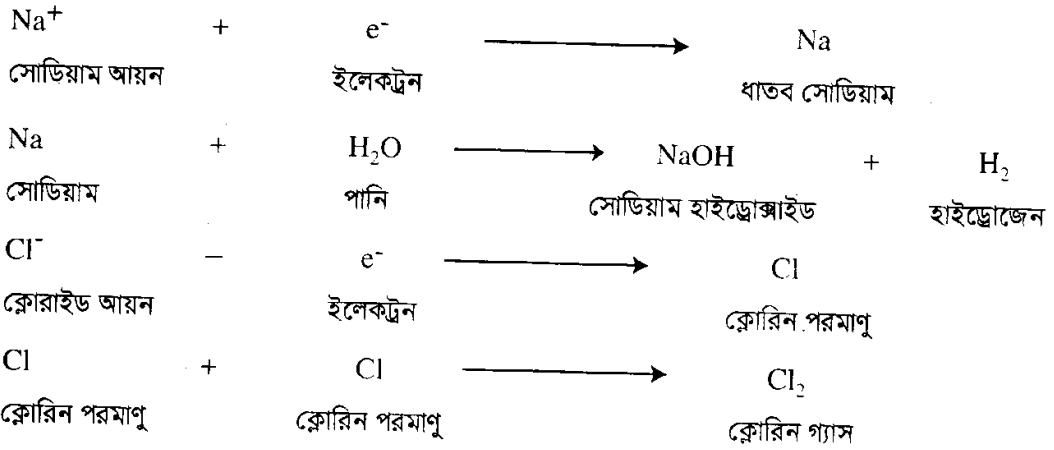 Na⁺ + e⁻ ⟶ Na
সোডিয়াম আয়ন ইলেকট্রন ধাতব সোডিয়াম
Na + H₂O ⟶ NaOH + H₂
সোডিয়াম পানি সোডিয়াম হাইড্রোক্সাইড হাইড্রোজেন
Cl⁻ − e⁻ ⟶ Cl
ক্লোরাইড আয়ন ইলেকট্রন ক্লোরিন পরমাণু
Cl + Cl ⟶ Cl₂
ক্লোরিন পরমাণু ক্লোরিন পরমাণু ক্লোরিন গ্যাস